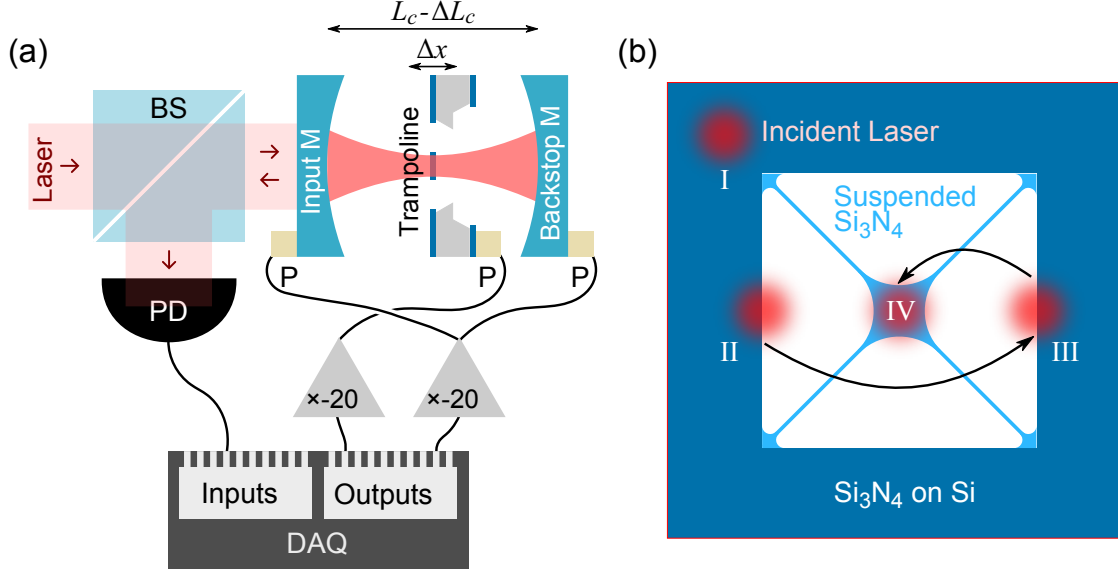 (a)
L_c - ΔL_c
Δx
BS
Laser
Input M
Trampoline
Backstop M
P
P
P
PD
×-20
×-20
Inputs
Outputs
DAQ
(b)
Incident Laser
I
Suspended
Si₃N₄
IV
II
III
Si₃N₄ on Si